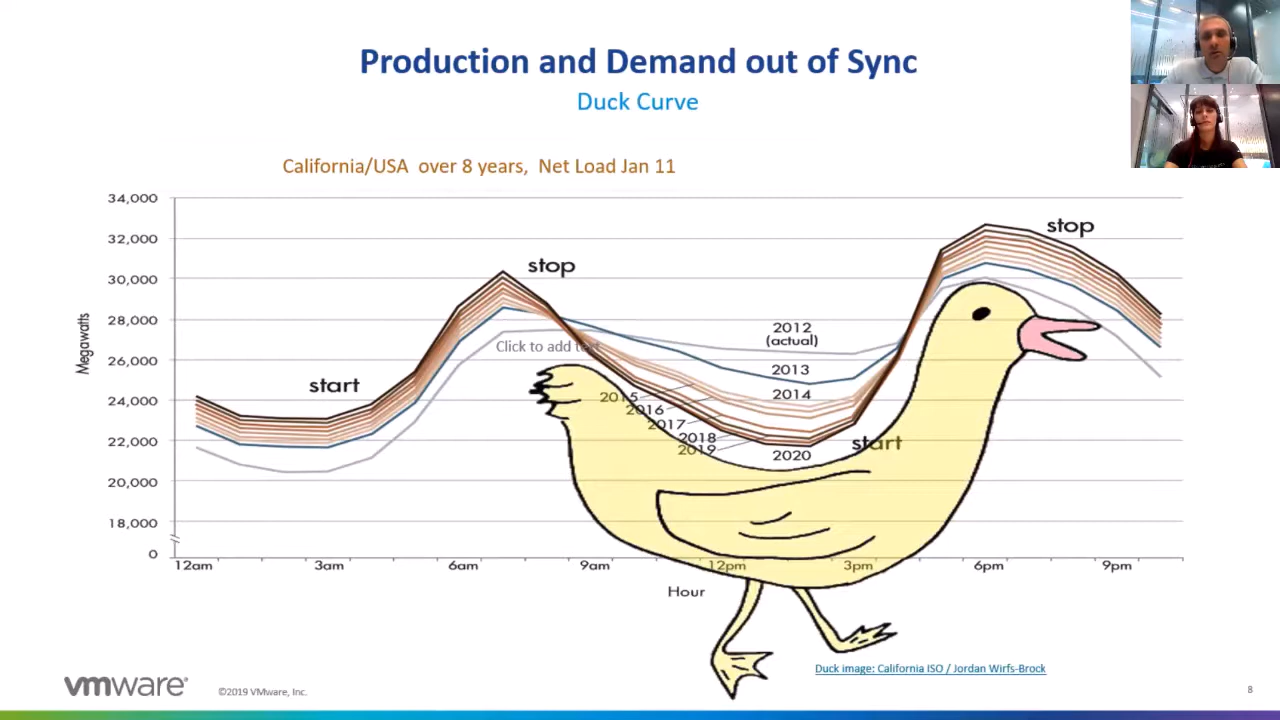 Production and Demand out of Sync
Duck Curve
California/USA over 8 years, Net Load Jan 11
34,000
32,000
30,000
28,000
26,000
24,000
22,000
20,000
18,000
0
Megawatts
stop
stop
start
start
Click to add text
2012
(actual)
2013
2014
2015
2016
2017
2018
2019
2020
12am
3am
6am
9am
12pm
3pm
6pm
9pm
Hour
Duck image: California ISO / Jordan Wirfs-Brock
vmware®
©2019 VMware, Inc.
8